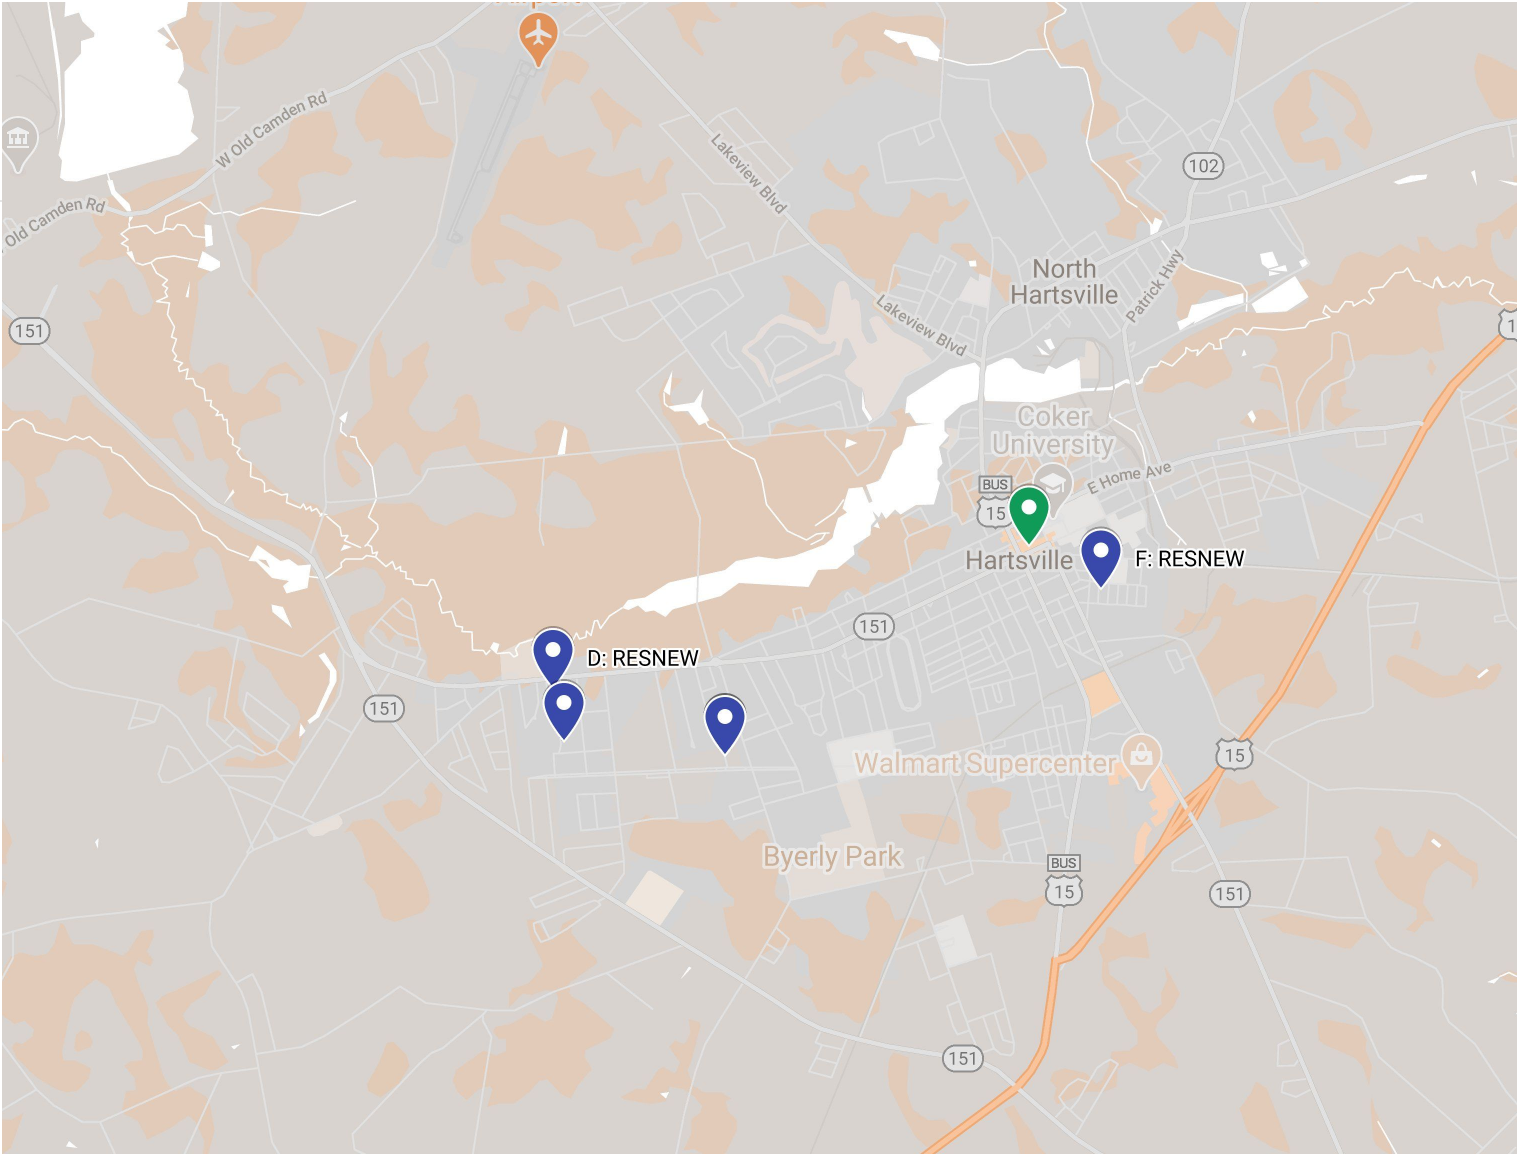 W Old Camden Rd
Old Camden Rd
Lakeview Blvd
102
North
Hartsville
Patrick Hwy
Lakeview Blvd
151
Coker
University
E Home Ave
BUS
15
Hartsville
F: RESNEW
151
D: RESNEW
151
15
Walmart Supercenter
Byerly Park
BUS
15
151
151